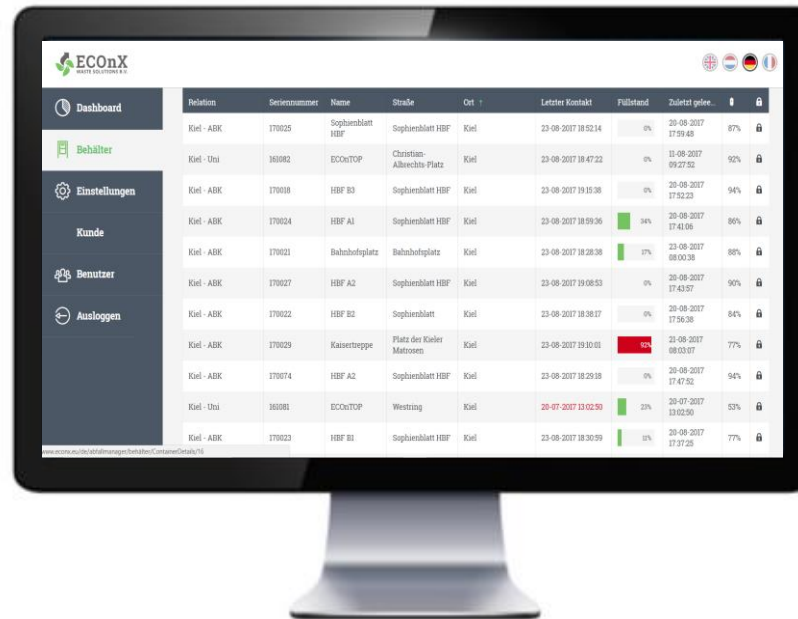 ECOnX
WASTE SOLUTIONS B.V.
Dashboard
Behälter
Einstellungen
Kunde
Benutzer
Ausloggen
Relation Seriennummer Name Straße Ort ↑ Letzter Kontakt Füllstand Zuletzt gelee...
Kiel - ABK 170025 Sophienblatt HBF Sophienblatt HBF Kiel 23-08-2017 18:52:14 0% 20-08-2017 17:59:48 87%
Kiel - Uni 161082 ECOnTOP Christian-Albrechts-Platz Kiel 23-08-2017 18:47:22 0% 11-08-2017 09:27:52 92%
Kiel - ABK 170018 HBF B3 Sophienblatt HBF Kiel 23-08-2017 19:15:38 0% 20-08-2017 17:52:23 94%
Kiel - ABK 170024 HBF A1 Sophienblatt HBF Kiel 23-08-2017 18:59:36 34% 20-08-2017 17:41:06 86%
Kiel - ABK 170021 Bahnhofsplatz Bahnhofsplatz Kiel 23-08-2017 18:28:38 17% 23-08-2017 08:00:38 88%
Kiel - ABK 170027 HBF A2 Sophienblatt HBF Kiel 23-08-2017 19:08:53 0% 20-08-2017 17:43:57 90%
Kiel - ABK 170022 HBF B2 Sophienblatt Kiel 23-08-2017 18:38:17 0% 20-08-2017 17:56:38 84%
Kiel - ABK 170029 Kaisertreppe Platz der Kieler Matrosen Kiel 23-08-2017 19:10:01 92% 21-08-2017 08:03:07 77%
Kiel - ABK 170074 HBF A2 Sophienblatt HBF Kiel 23-08-2017 18:29:18 0% 20-08-2017 17:47:52 94%
Kiel - Uni 161081 ECOnTOP Westring Kiel 20-07-2017 13:02:50 23% 20-07-2017 13:02:50 53%
Kiel - ABK 170023 HBF B1 Sophienblatt HBF Kiel 23-08-2017 18:30:59 11% 20-08-2017 17:37:25 77%
www.econx.eu/de/abfallmanager/behälter/ContainerDetails/16